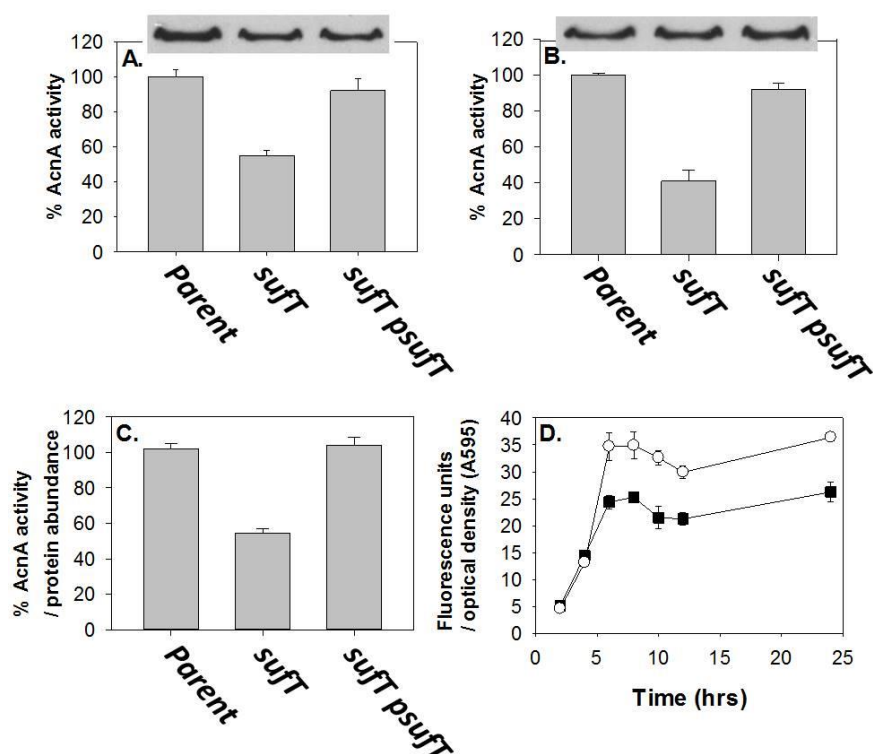 A.
% AcnA activity
120
100
80
60
40
20
0
Parent
sufT
sufT psufT
B.
% AcnA activity
120
100
80
60
40
20
0
Parent
sufT
sufT psufT
C.
% AcnA activity
/ protein abundance
120
100
80
60
40
20
0
Parent
sufT
sufT psufT
D.
Fluorescence units
/ optical density (A595)
40
35
30
25
20
15
10
5
0
0 5 10 15 20 25
Time (hrs)